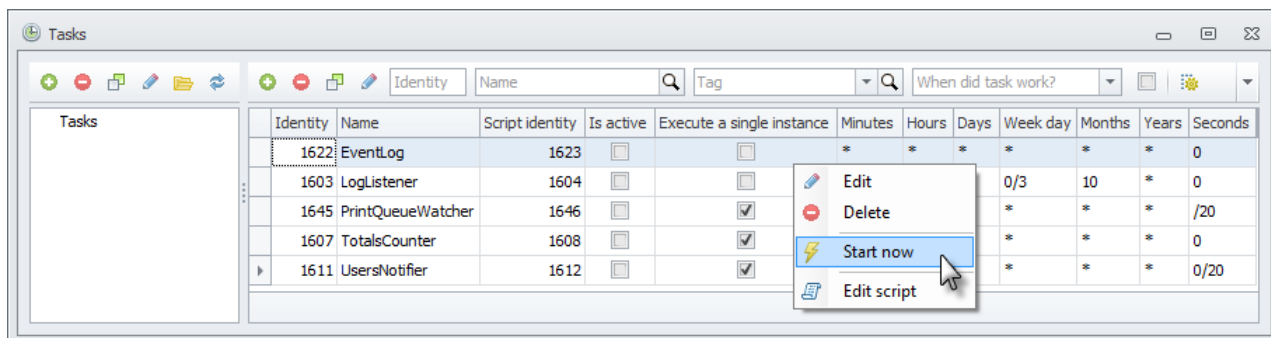 Tasks
Identity Name Tag When did task work?
Tasks
Identity Name Script identity Is active Execute a single instance Minutes Hours Days Week day Months Years Seconds
1622 EventLog 1623 * * * * * * 0
1603 LogListener 1604 0/3 10 * 0
1645 PrintQueueWatcher 1646 * * * /20
1607 TotalsCounter 1608 * * * 0
1611 UsersNotifier 1612 * * * 0/20
Edit
Delete
Start now
Edit script